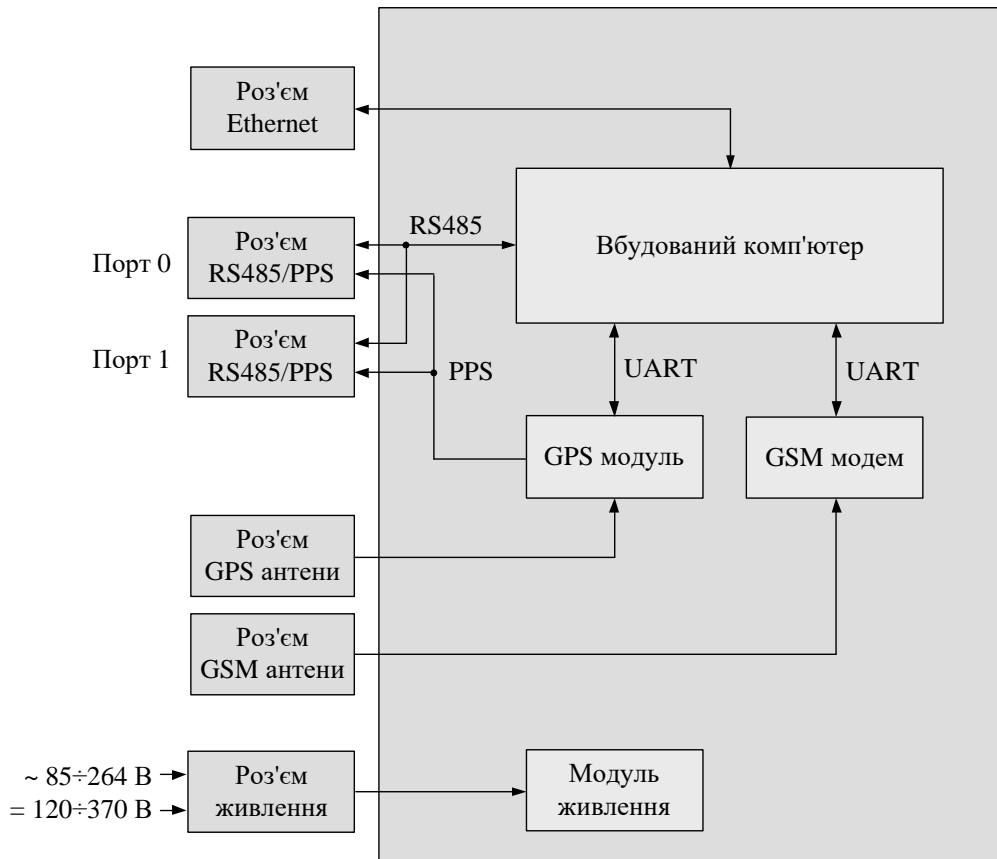 Роз'єм
Ethernet
RS485
Порт 0
Роз'єм
RS485/PPS
Вбудований комп'ютер
Порт 1
Роз'єм
RS485/PPS
PPS
UART
UART
GPS модуль
GSM модем
Роз'єм
GPS антени
Роз'єм
GSM антени
~ 85÷264 В
= 120÷370 В
Роз'єм
живлення
Модуль
живлення